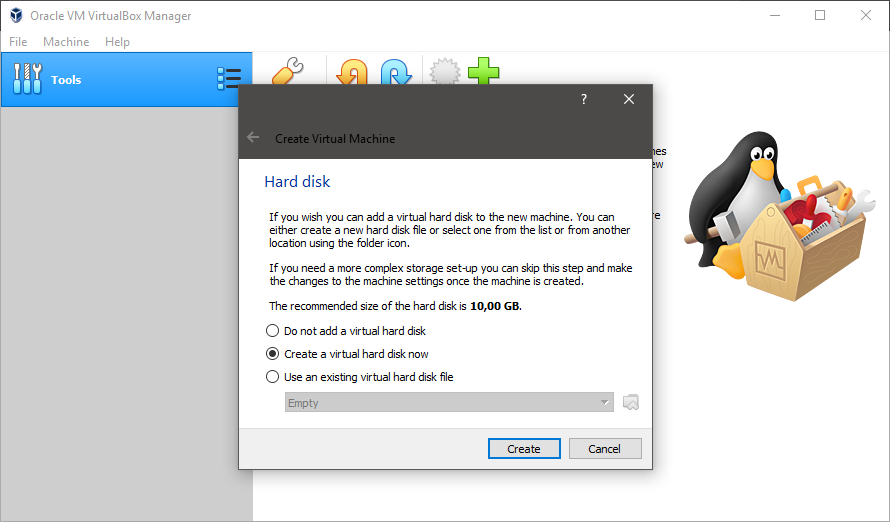 Oracle VM VirtualBox Manager
File Machine Help
Tools
?
Create Virtual Machine
Hard disk
If you wish you can add a virtual hard disk to the new machine. You can
either create a new hard disk file or select one from the list or from another
location using the folder icon.
If you need a more complex storage set-up you can skip this step and make
the changes to the machine settings once the machine is created.
The recommended size of the hard disk is 10,00 GB.
Do not add a virtual hard disk
Create a virtual hard disk now
Use an existing virtual hard disk file
Empty
Create Cancel